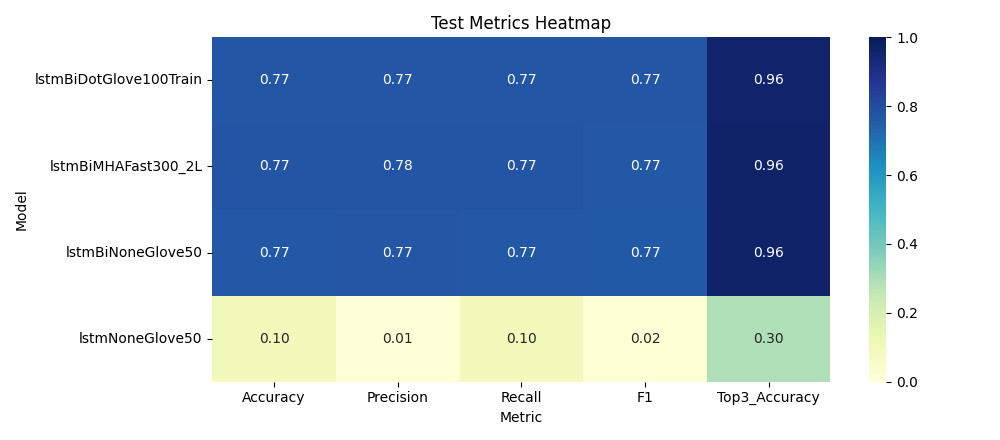 Test Metrics Heatmap
Model
lstmBiDotGlove100Train 0.77 0.77 0.77 0.77 0.96
lstmBiMHAFast300_2L 0.77 0.78 0.77 0.77 0.96
lstmBiNoneGlove50 0.77 0.77 0.77 0.77 0.96
lstmNoneGlove50 0.10 0.01 0.10 0.02 0.30
Accuracy Precision Recall F1 Top3_Accuracy
Metric
1.0
0.8
0.6
0.4
0.2
0.0